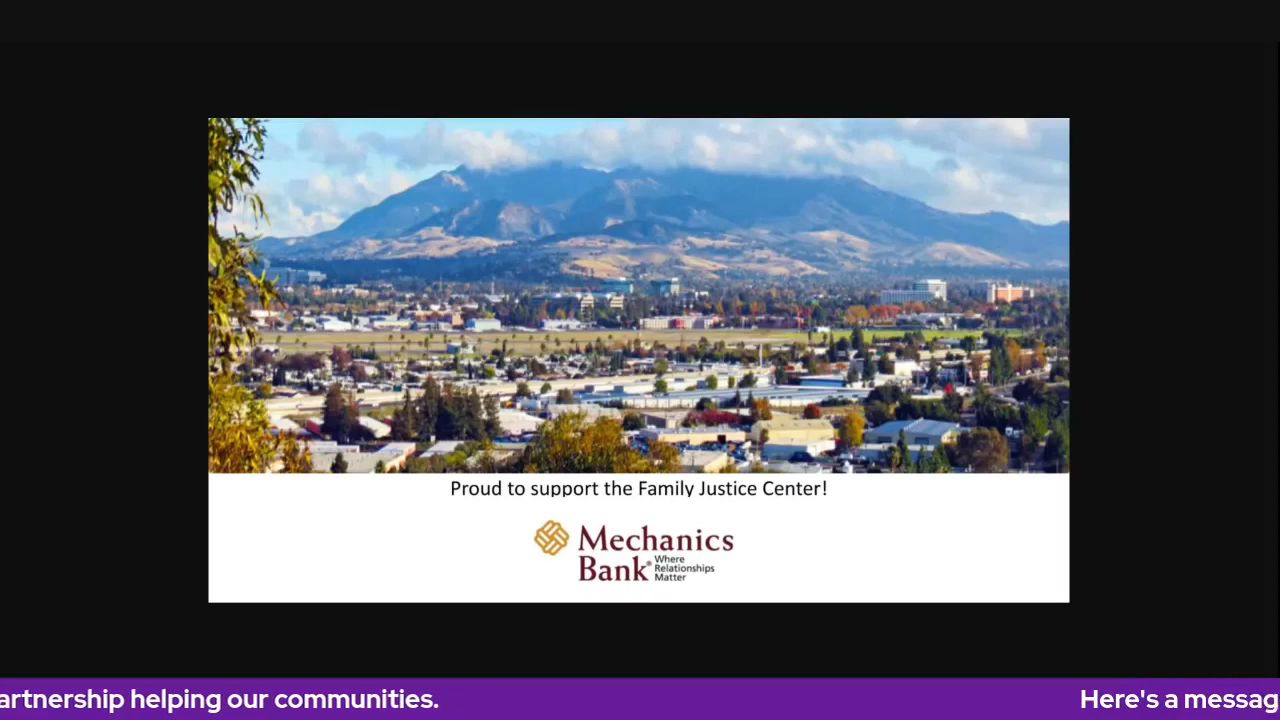 Proud to support the Family Justice Center!
Mechanics
Bank®
Where
Relationships
Matter
artnership helping our communities.
Here's a messag